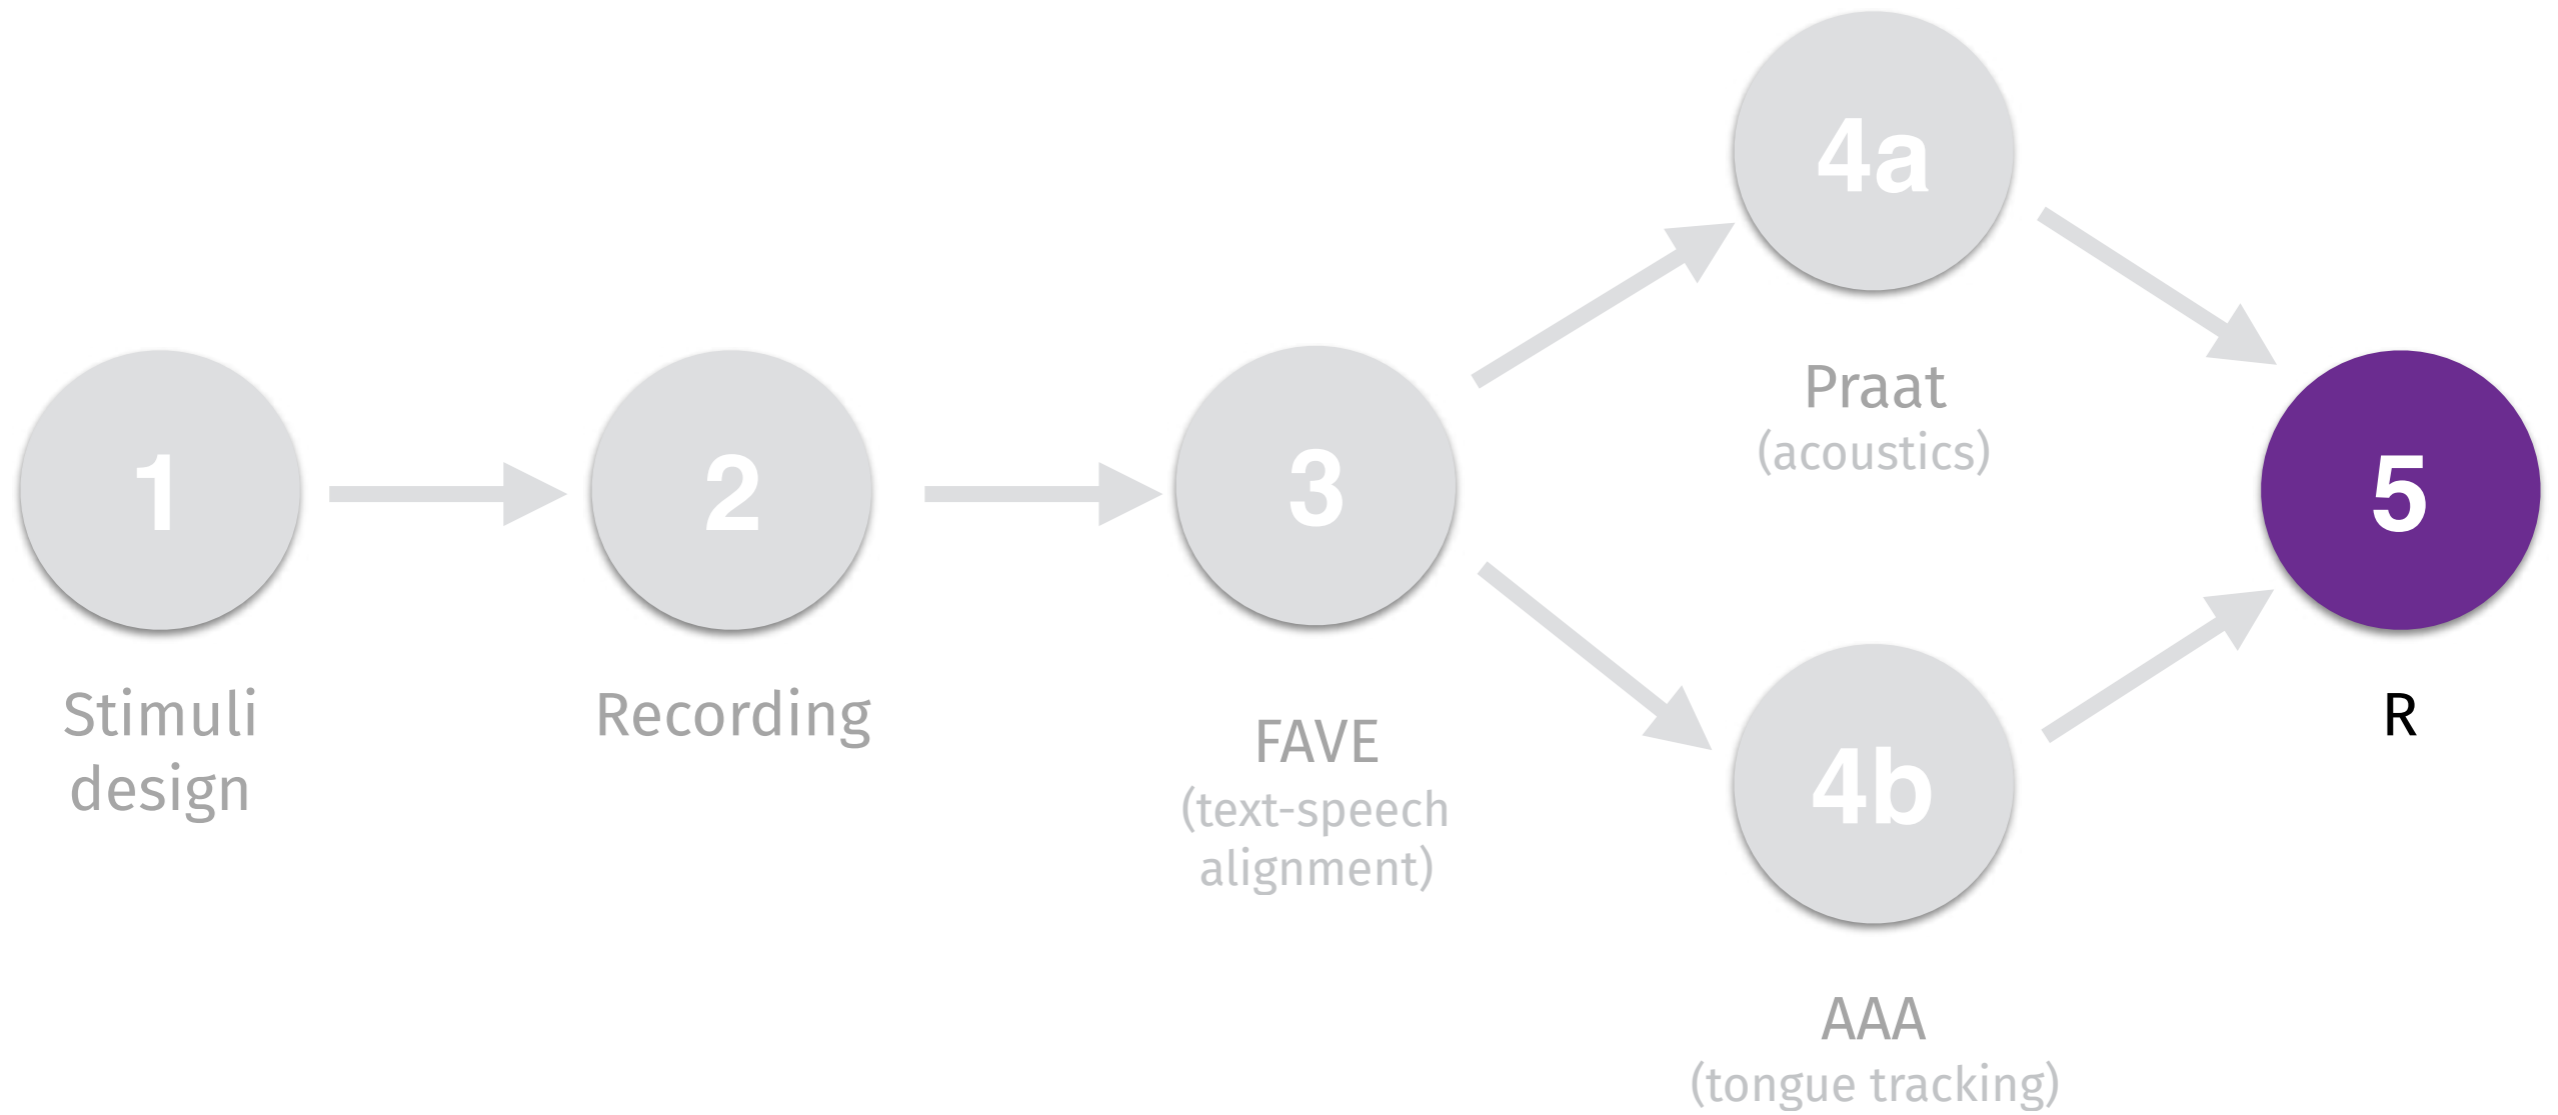 1
Stimuli
design
2
Recording
3
FAVE
(text-speech
alignment)
4a
Praat
(acoustics)
4b
AAA
(tongue tracking)
5
R